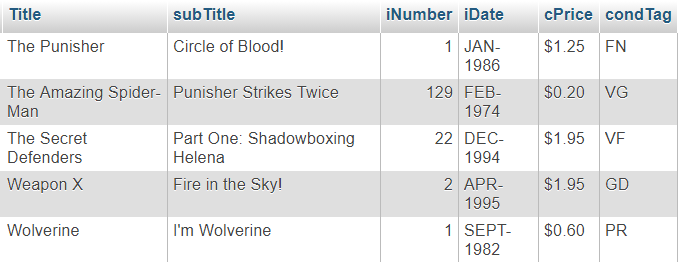 Title subTitle iNumber iDate cPrice condTag
The Punisher Circle of Blood! 1 JAN- $1.25 FN
1986
The Amazing Spider- Punisher Strikes Twice 129 FEB- $0.20 VG
Man 1974
The Secret Part One: Shadowboxing 22 DEC- $1.95 VF
Defenders Helena 1994
Weapon X Fire in the Sky! 2 APR- $1.95 GD
1995
Wolverine I'm Wolverine 1 SEPT- $0.60 PR
1982